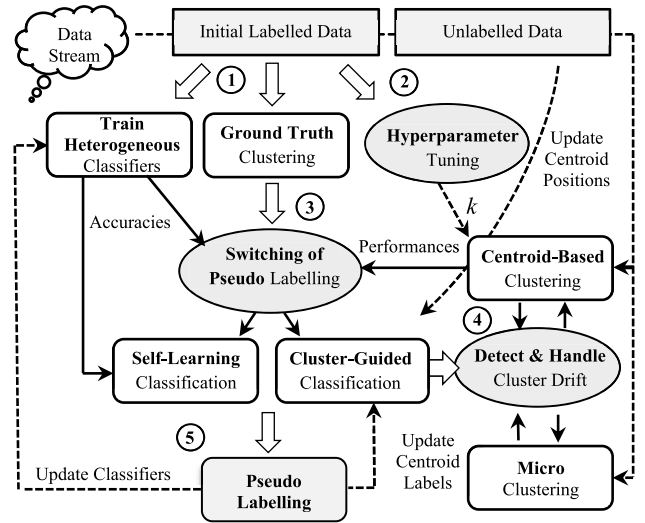 Data
Stream
Initial Labelled Data
Unlabelled Data
1
2
Train
Heterogeneous
Classifiers
Ground Truth
Clustering
Hyperparameter
Tuning
Update
Centroid
Positions
Accuracies
3
k
Switching of
Pseudo Labelling
Performances
Centroid-Based
Clustering
4
Self-Learning
Classification
Cluster-Guided
Classification
Detect & Handle
Cluster Drift
5
Update Classifiers
Pseudo
Labelling
Update
Centroid
Labels
Micro
Clustering